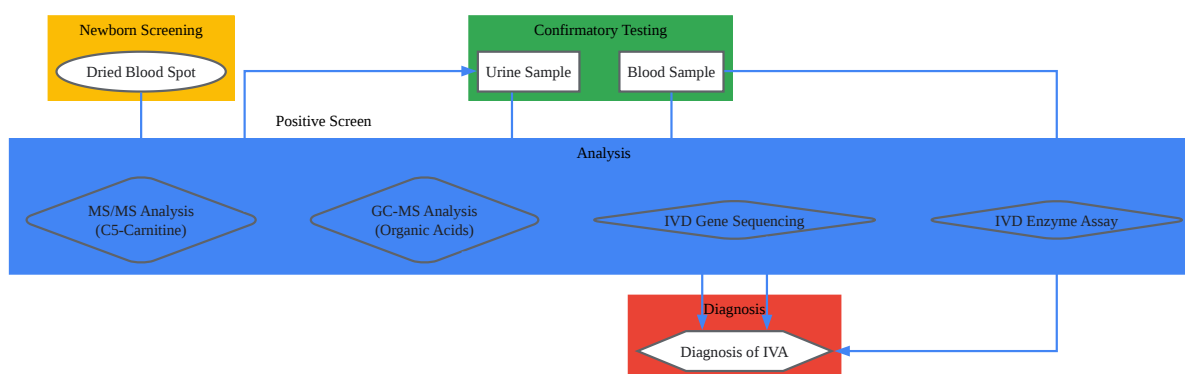 Newborn Screening
Confirmatory Testing
Dried Blood Spot
Urine Sample
Blood Sample
Positive Screen
Analysis
MS/MS Analysis
(C5-Carnitine)
GC-MS Analysis
(Organic Acids)
IVD Gene Sequencing
IVD Enzyme Assay
Diagnosis
Diagnosis of IVA